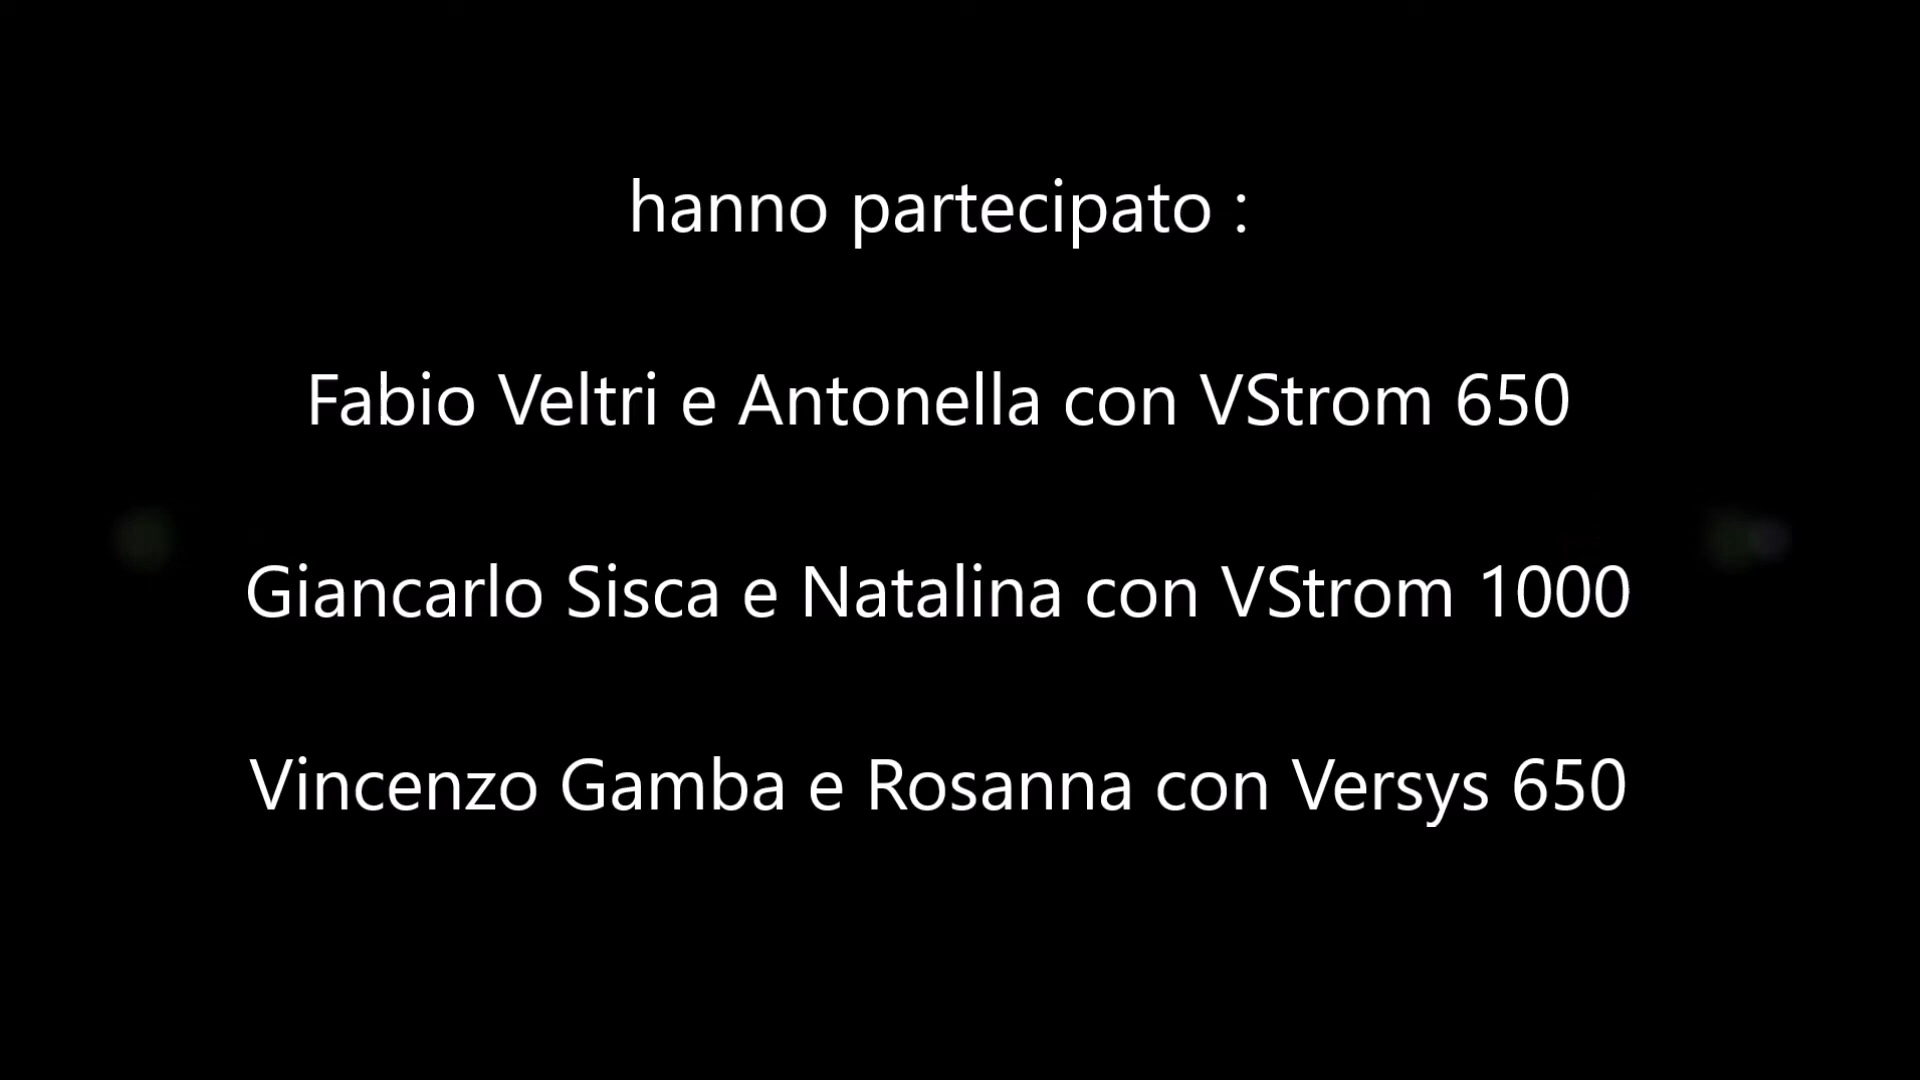 hanno partecipato :
Fabio Veltri e Antonella con VStrom 650
Giancarlo Sisca e Natalina con VStrom 1000
Vincenzo Gamba e Rosanna con Versys 650